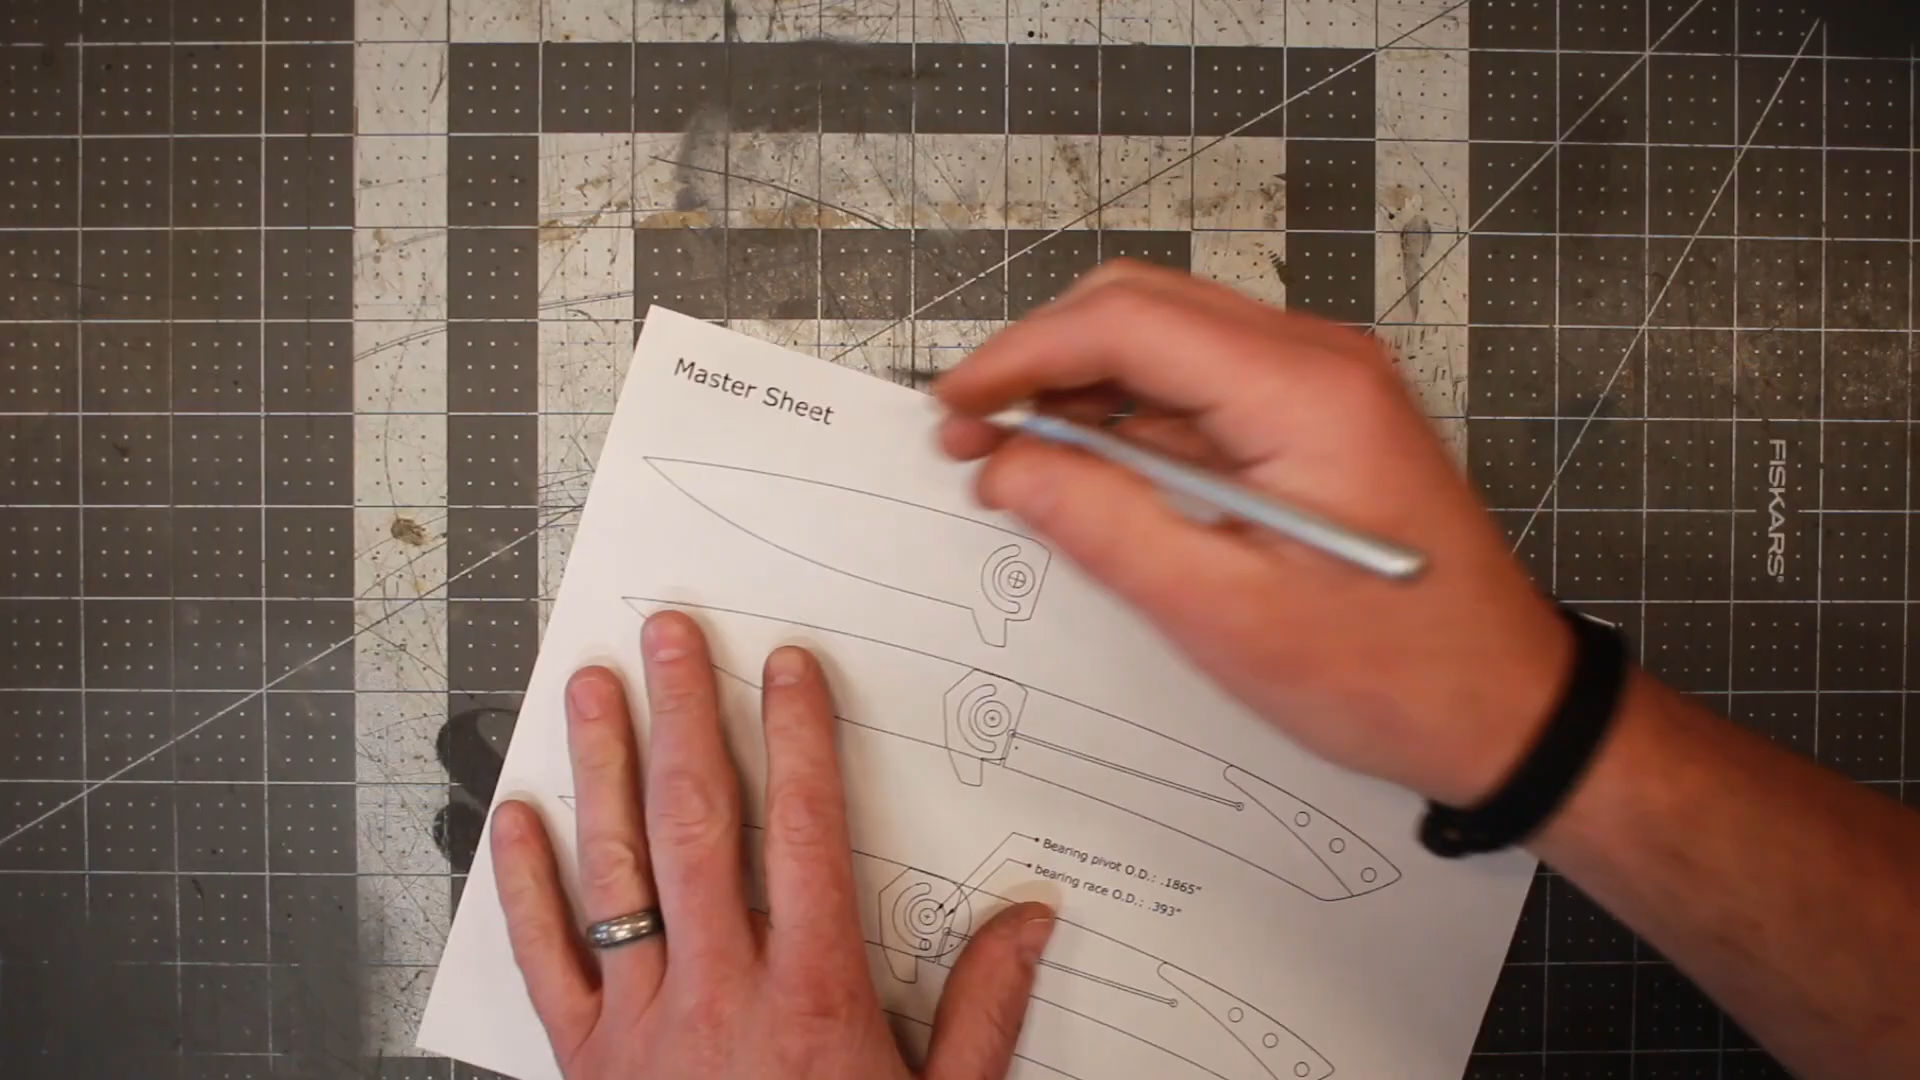 Master Sheet
Bearing pivot O.D.: .1865"
bearing race O.D.: .393"
FISKARS®